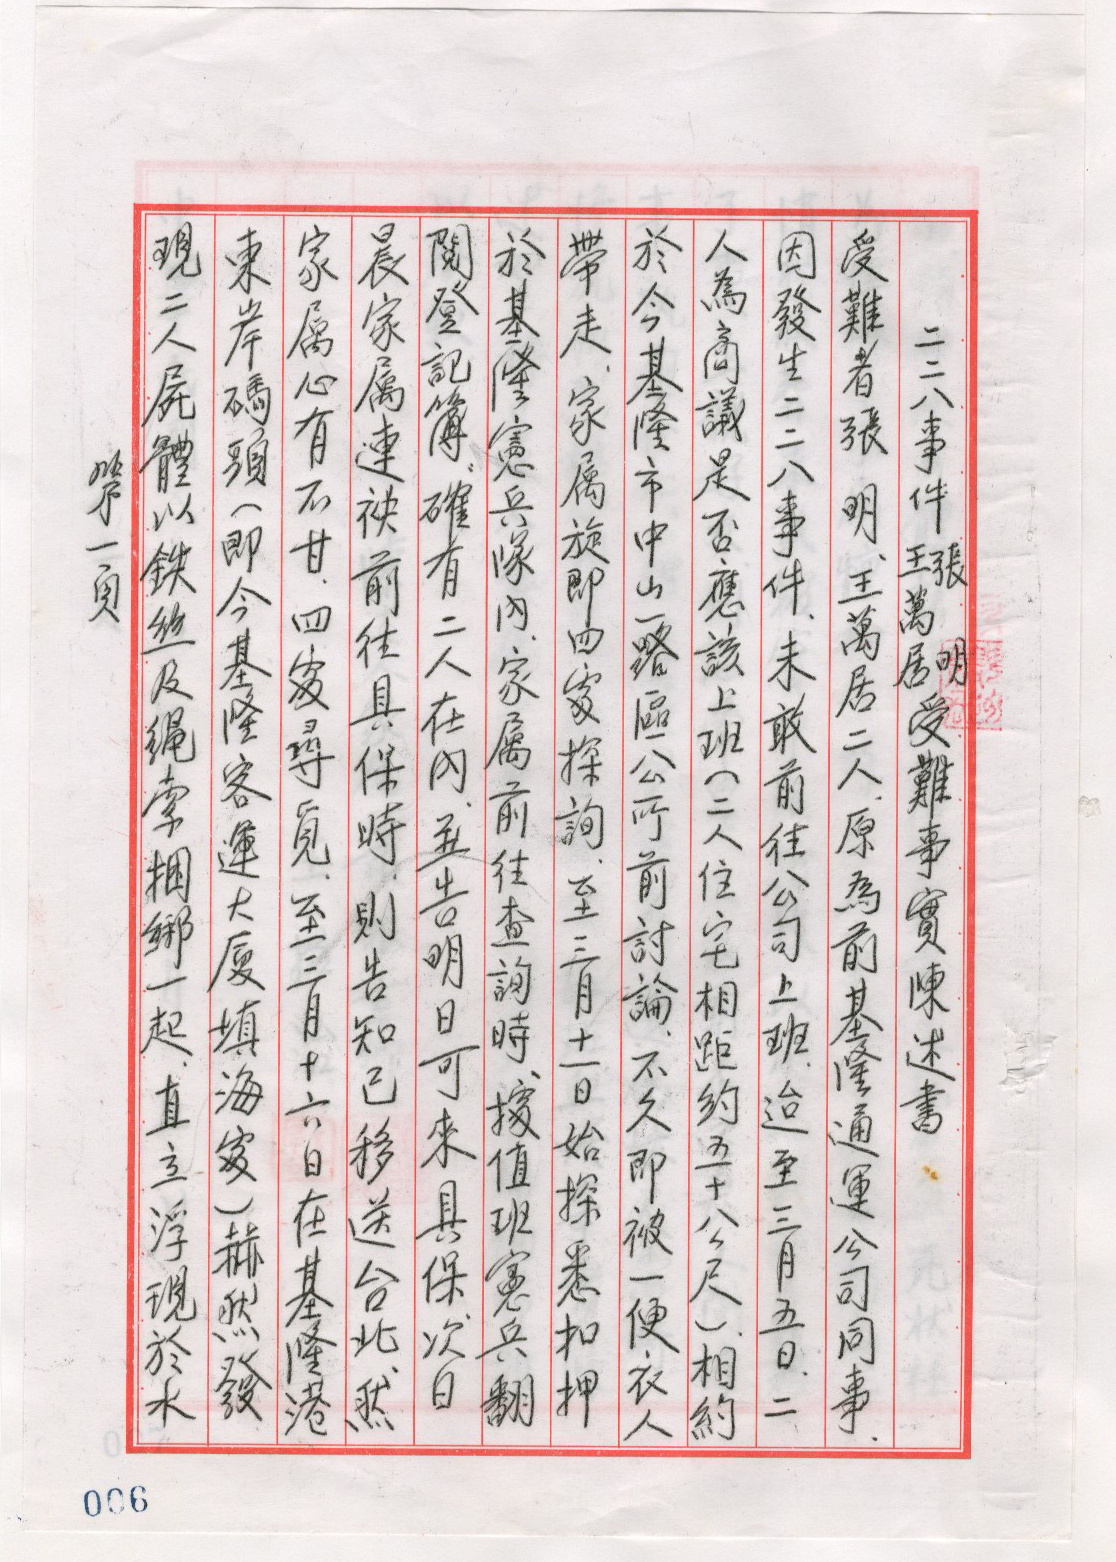 二二八事件張明王萬居受難事實陳述書
受難者張明、王萬居二人、原為前基隆通運公司同事、
因發生二二八事件、未敢前往公司上班、迨至三月五日、二
人為商議是否應該上班(二人住宅相距約五十八公尺)、相約
於今基隆市中山一路區公所前討論、不久即被一便衣人
帶走、家属旋即四處探詢、至三月十一日始探悉扣押
於基隆憲兵隊內、家属前往查詢時、據值班憲兵翻
閱登記簿、確有二人在內、並告明日可來具保、次日
晨家属連袂前往具保時、則告知已移送台北、然
家属心有不甘、四處尋覓、至三月十六日在基隆港
東岸碼頭(即今基隆客運大廈填海處)赫然發
現二人屍體以鉄丝及绳索捆綁一起、直立浮現於水
第一頁
006